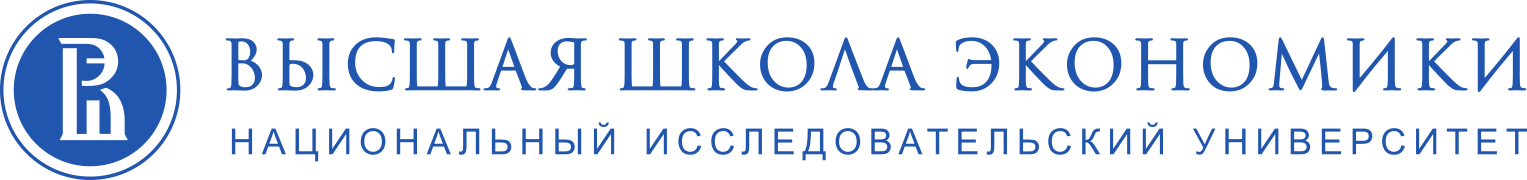 ВЫСШАЯ ШКОЛА ЭКОНОМИКИ
НАЦИОНАЛЬНЫЙ ИССЛЕДОВАТЕЛЬСКИЙ УНИВЕРСИТЕТ